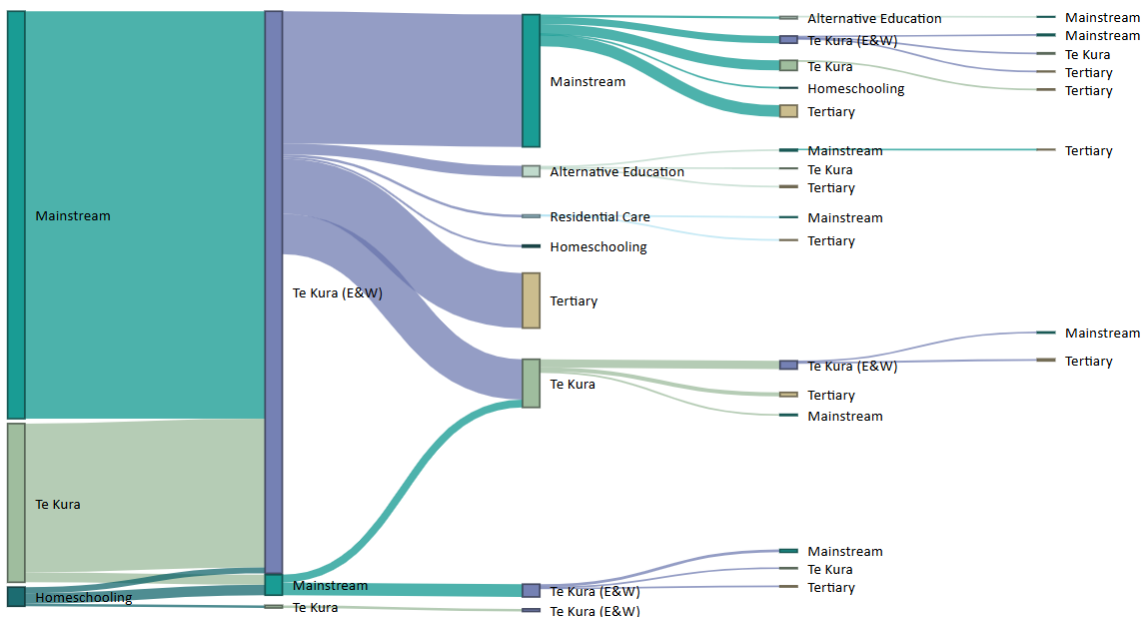 Mainstream
Te Kura
Homeschooling
Te Kura (E&W)
Mainstream
Te Kura
Mainstream
Alternative Education
Residential Care
Homeschooling
Tertiary
Te Kura
Te Kura (E&W)
Te Kura (E&W)
Alternative Education
Te Kura (E&W)
Te Kura
Homeschooling
Tertiary
Mainstream
Te Kura
Tertiary
Mainstream
Tertiary
Te Kura (E&W)
Tertiary
Mainstream
Mainstream
Te Kura
Tertiary
Mainstream
Mainstream
Te Kura
Tertiary
Tertiary
Tertiary
Mainstream
Tertiary